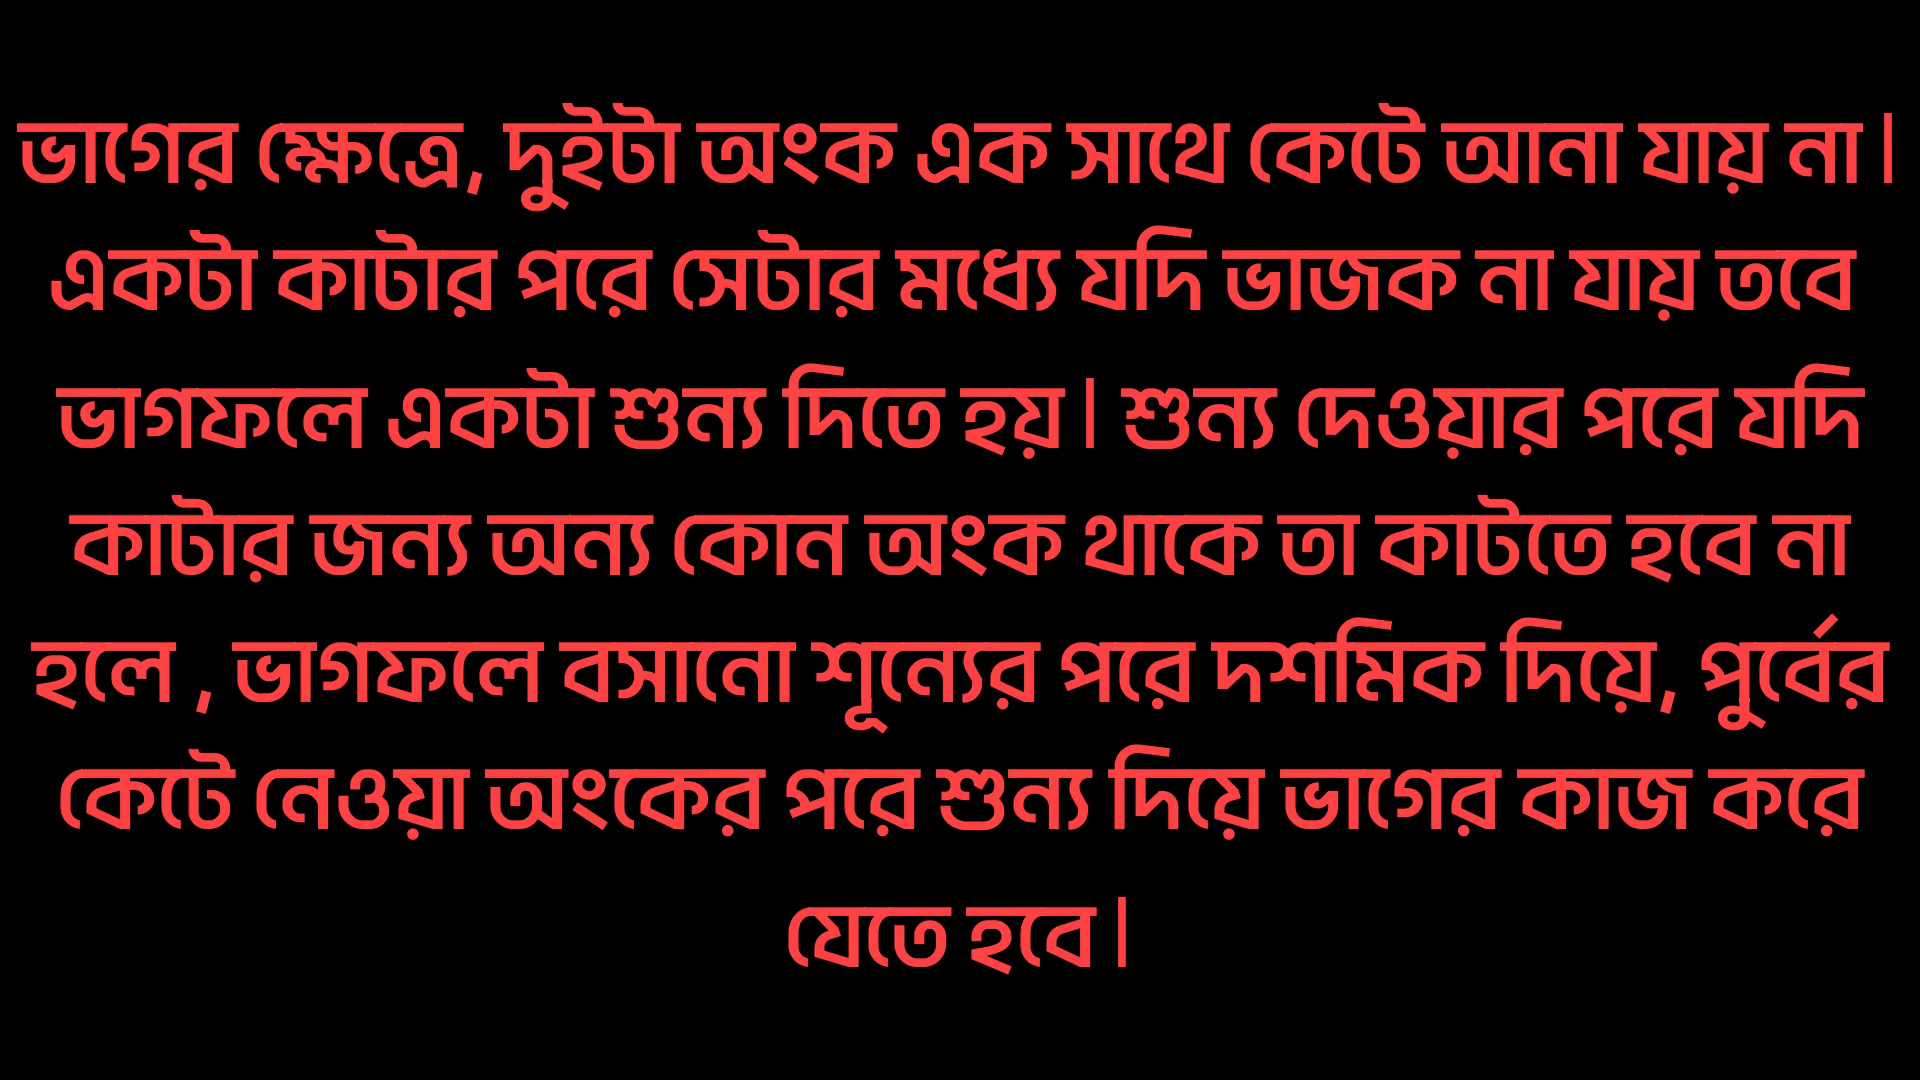 ভাগের ক্ষেত্রে, দুইটা অংক এক সাথে কেটে আনা যায় না |
একটা কাটার পরে সেটার মধ্যে যদি ভাজক না যায় তবে
ভাগফলে একটা শুন্য দিতে হয় | শুন্য দেওয়ার পরে যদি
কাটার জন্য অন্য কোন অংক থাকে তা কাটতে হবে না
হলে , ভাগফলে বসানো শূন্যের পরে দশমিক দিয়ে, পুর্বের
কেটে নেওয়া অংকের পরে শুন্য দিয়ে ভাগের কাজ করে
যেতে হবে |